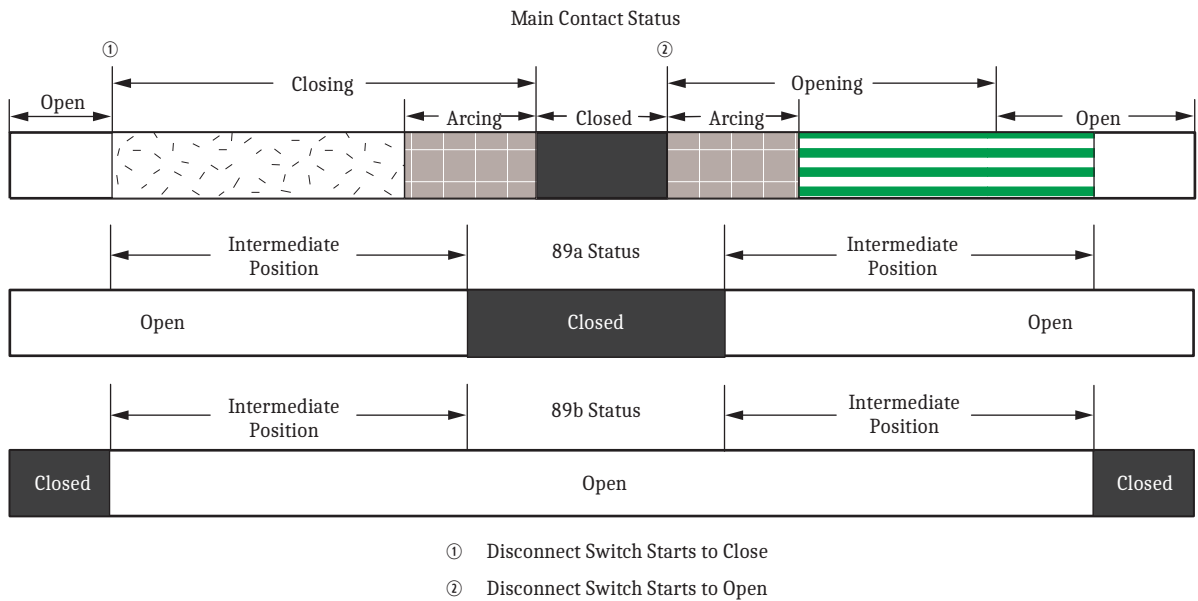 Main Contact Status
① ②
Closing Opening
Open Arcing Closed Arcing Open
Intermediate
Position
89a Status
Intermediate
Position
Open Closed Open
Intermediate
Position
89b Status
Intermediate
Position
Closed Open Closed
① Disconnect Switch Starts to Close
② Disconnect Switch Starts to Open